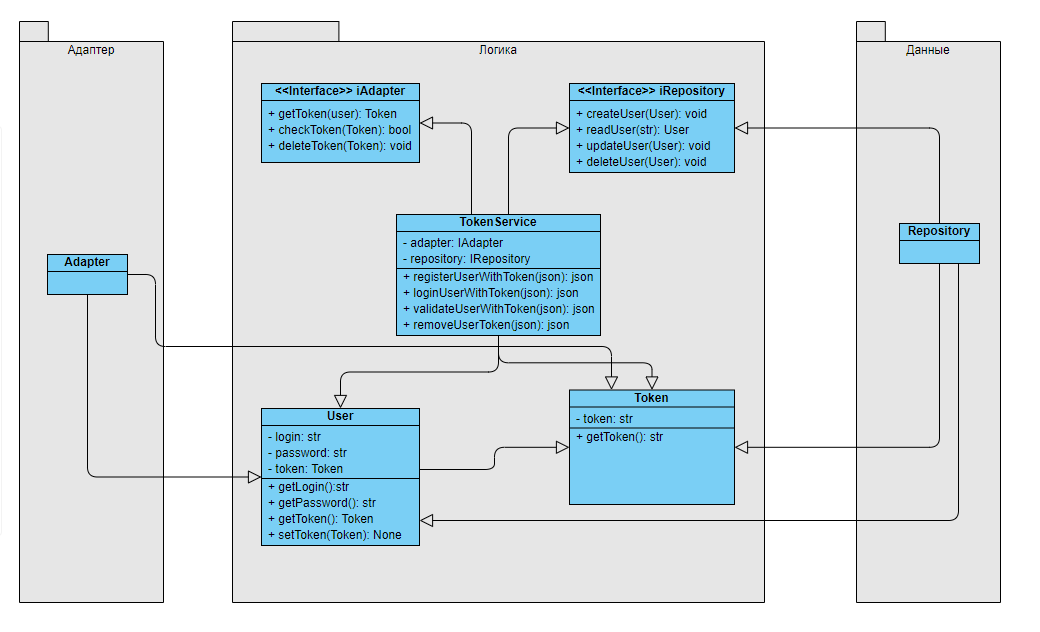 Адаптер
Логика
Данные
<<Interface>> iAdapter
+ getToken(user): Token
+ checkToken(Token): bool
+ deleteToken(Token): void
<<Interface>> iRepository
+ createUser(User): void
+ readUser(str): User
+ updateUser(User): void
+ deleteUser(User): void
TokenService
- adapter: IAdapter
- repository: IRepository
+ registerUserWithToken(json): json
+ loginUserWithToken(json): json
+ validateUserWithToken(json): json
+ removeUserToken(json): json
Repository
Adapter
Token
- token: str
+ getToken(): str
User
- login: str
- password: str
- token: Token
+ getLogin():str
+ getPassword(): str
+ getToken(): Token
+ setToken(Token): None